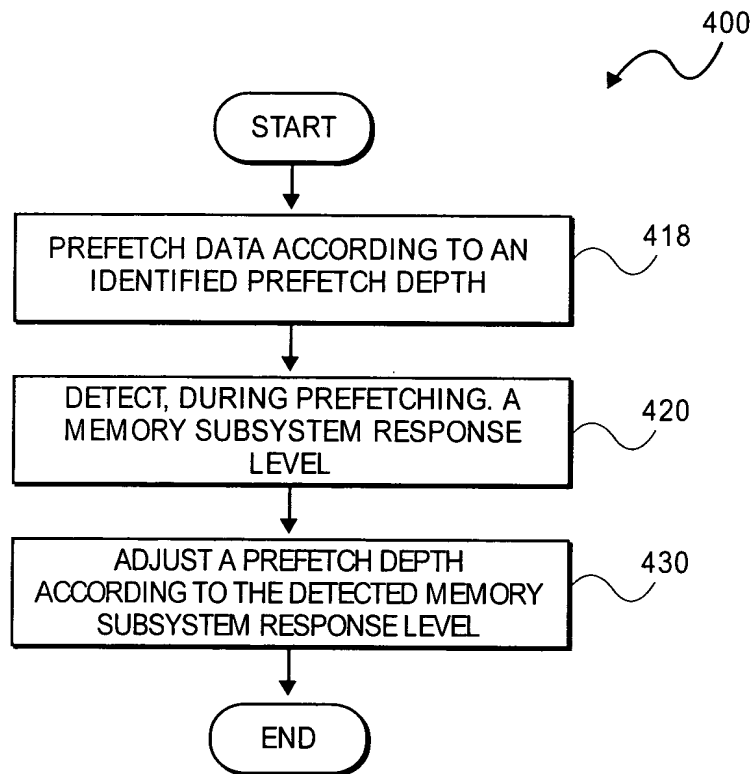 400
START
PREFETCH DATA ACCORDING TO AN
IDENTIFIED PREFETCH DEPTH
418
DETECT, DURING PREFETCHING. A
MEMORY SUBSYSTEM RESPONSE
LEVEL
420
ADJUST A PREFETCH DEPTH
ACCORDING TO THE DETECTED MEMORY
SUBSYSTEM RESPONSE LEVEL
430
END